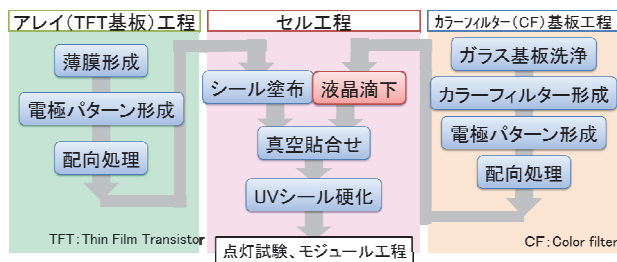 アレイ(TFT基板)工程
薄膜形成
電極パターン形成
配向処理
TFT:Thin Film Transistor
セル工程
シール塗布
液晶滴下
真空貼合せ
UVシール硬化
点灯試験、モジュール工程
カラーフィルター(CF)基板工程
ガラス基板洗浄
カラーフィルター形成
電極パターン形成
配向処理
CF:Color filter